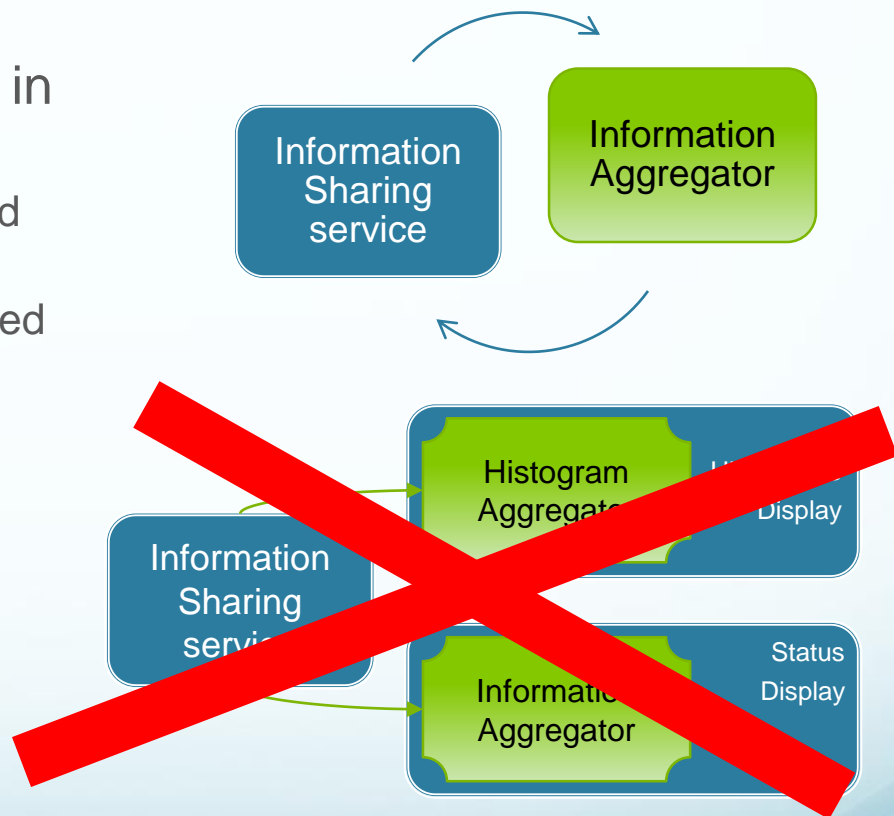 in
d
ed
Information
Sharing
service
Information
Aggregator
Histogram
Display
Information
Sharing
Status
Display
Aggregator